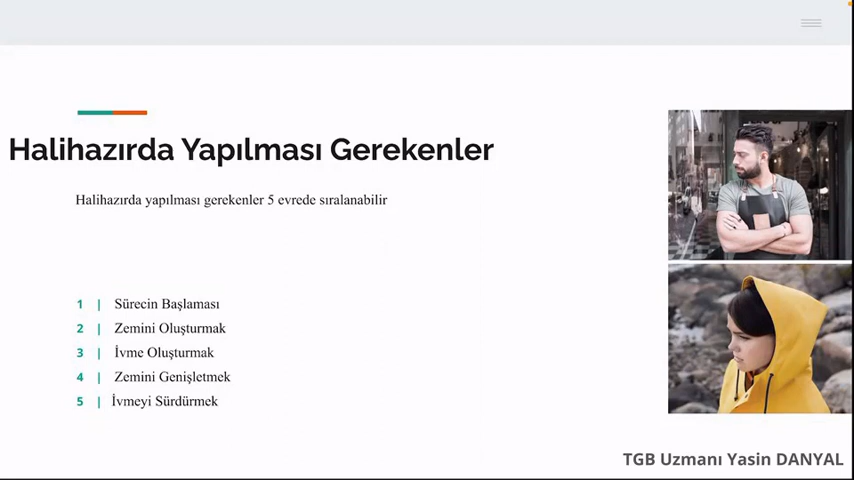 Halihazırda Yapılması Gerekenler
Halihazırda yapılması gerekenler 5 evrede sıralanabilir
1 | Sürecin Başlaması
2 | Zemini Oluşturmak
3 | İvme Oluşturmak
4 | Zemini Genişletmek
5 | İvmeyi Sürdürmek
TGB Uzmanı Yasin DANYAL